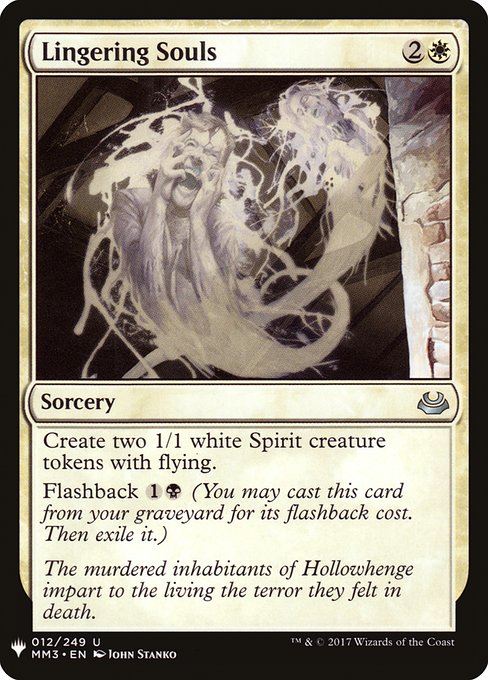 Lingering Souls 2
Sorcery
Create two 1/1 white Spirit creature
tokens with flying.
Flashback 1 (You may cast this card
from your graveyard for its flashback cost.
Then exile it.)
The murdered inhabitants of Hollowhenge
impart to the living the terror they felt in
death.
012/249 U
MM3 • EN John Stanko
™ & © 2017 Wizards of the Coast